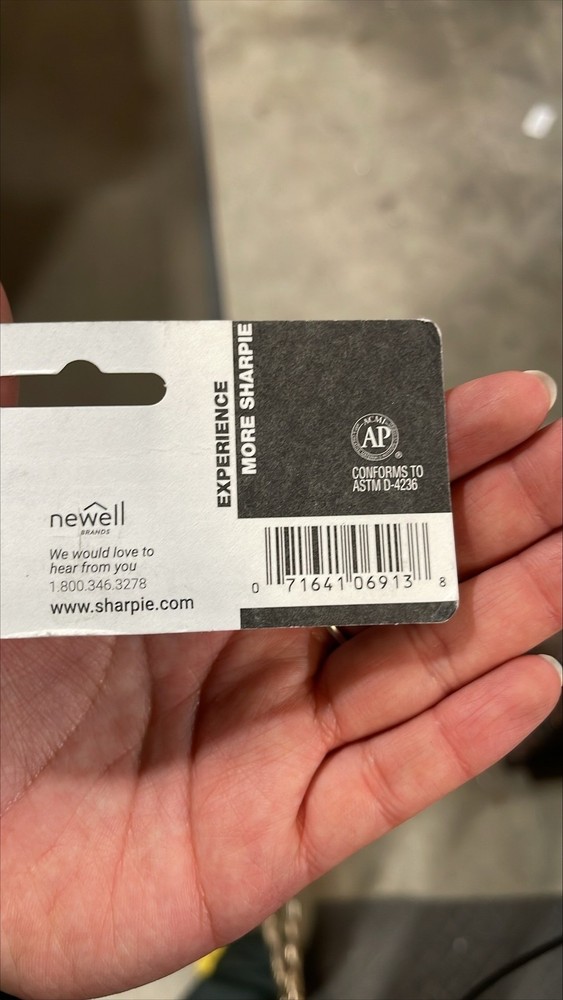 EXPERIENCE
MORE SHARPIE
ACMI
AP
®
CONFORMS TO
ASTM D-4236
newell
BRANDS
We would love to
hear from you
1.800.346.3278
www.sharpie.com
0 71641 06913 8